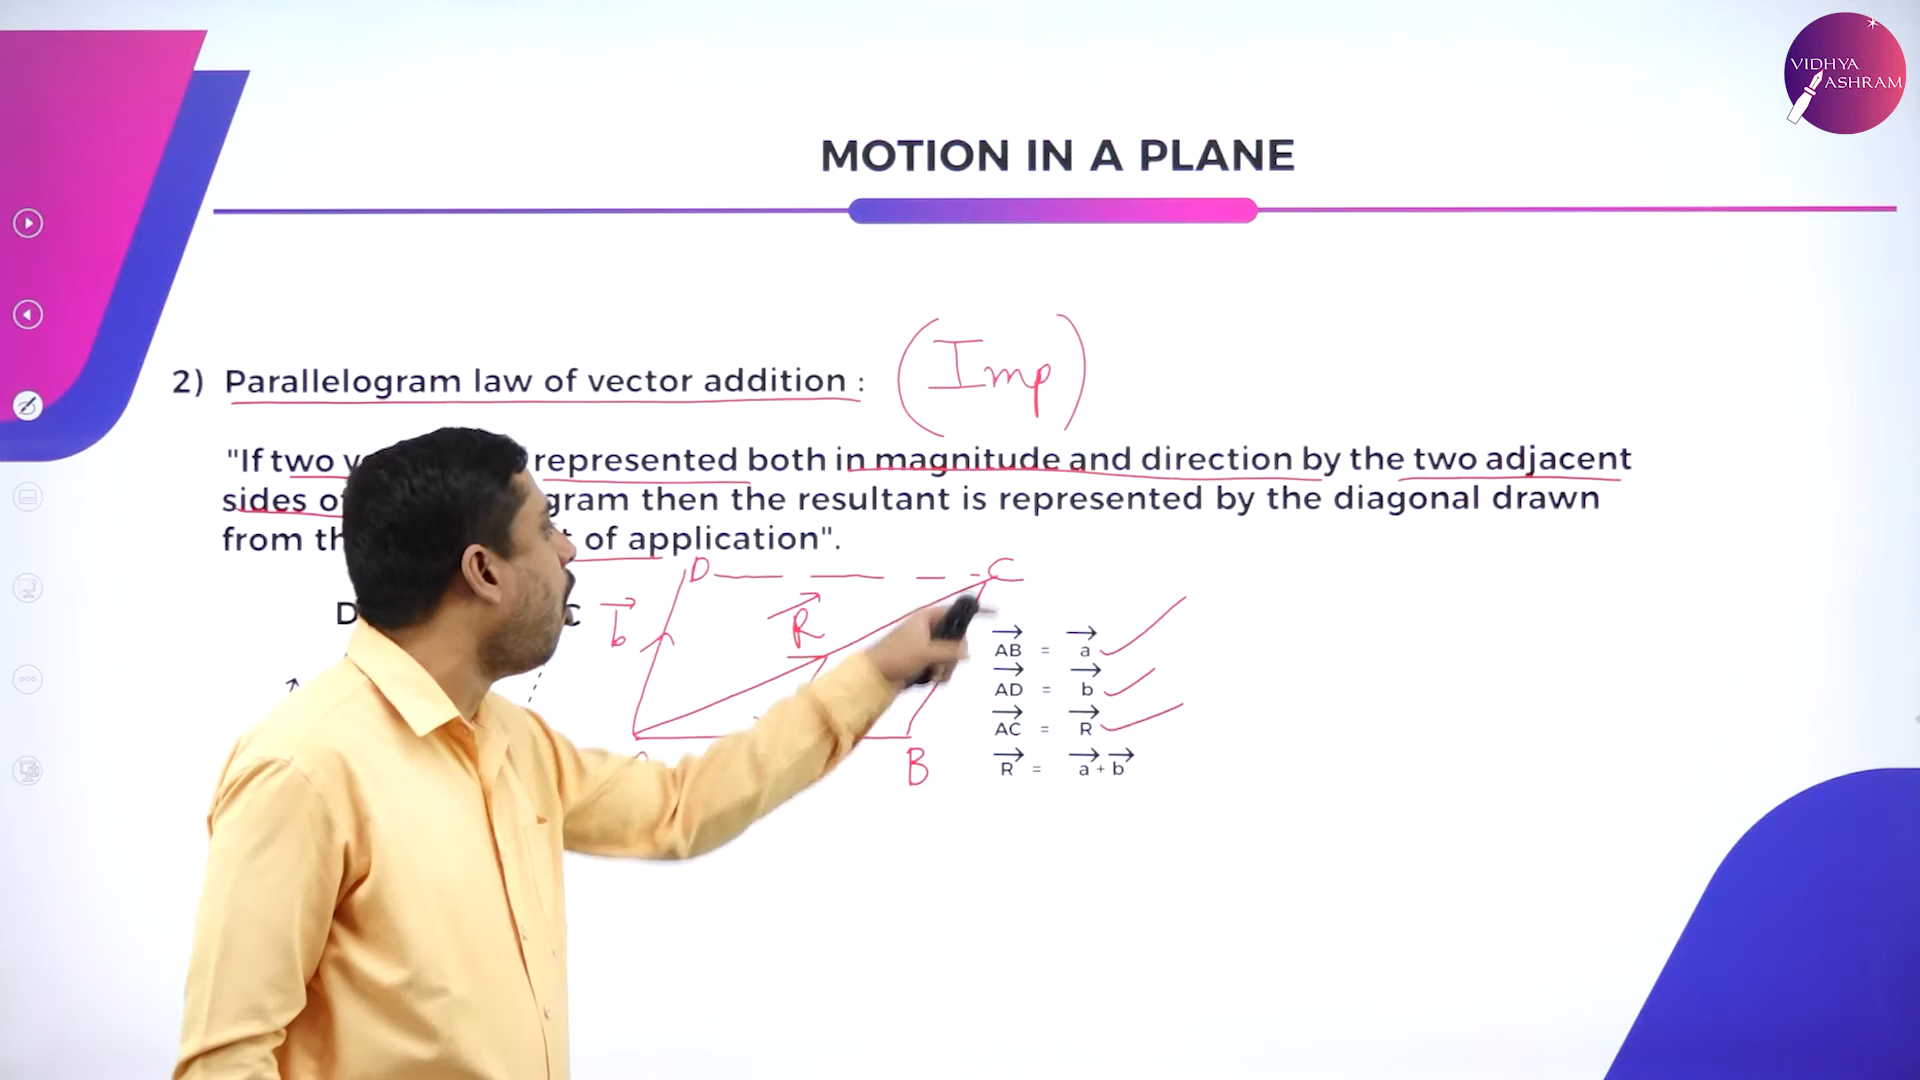 VIDHYA
ASHRAM
MOTION IN A PLANE
2) Parallelogram law of vector addition : (Imp)
"If two represented both in magnitude and direction by the two adjacent
sides then the resultant is represented by the diagonal drawn
from of application".
D C
D C
b
R
B
AB = a
AD = b
AC = R
R = a + b